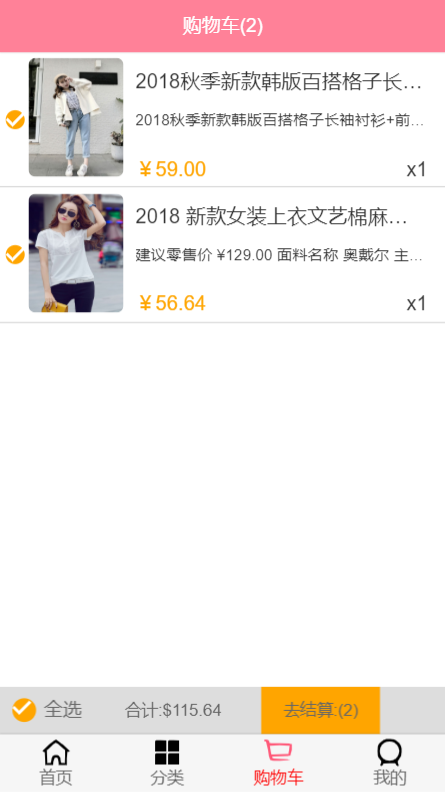 购物车(2)
2018秋季新款韩版百搭格子长...
2018秋季新款韩版百搭格子长袖衬衫+前...
¥59.00
x1
2018 新款女装上衣文艺棉麻...
建议零售价 ¥129.00 面料名称 奥戴尔 主...
¥56.64
x1
全选 合计:$115.64 去结算:(2)
首页 分类 购物车 我的